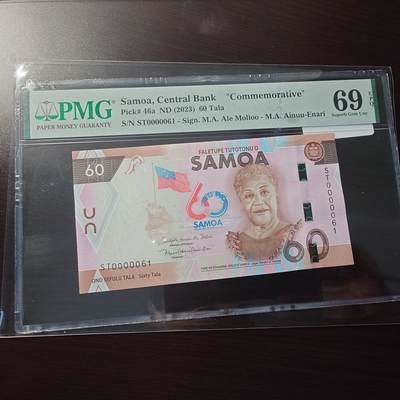 PMG
PAPER MONEY GUARANTY
Samoa, Central Bank "Commemorative"
Pick# 46a ND (2023) 60 Tala
S/N ST0000061 - Sign. M.A. Ale Molioo - M.A. Ainuu-Enari
69 EPQ
Superb Gem Unc
FALETUPE TUTOTONU O
SAMOA
60
60
SAMOA
ST0000061
ST0000061
ONO SEFULU TALA Sixty Tala
60